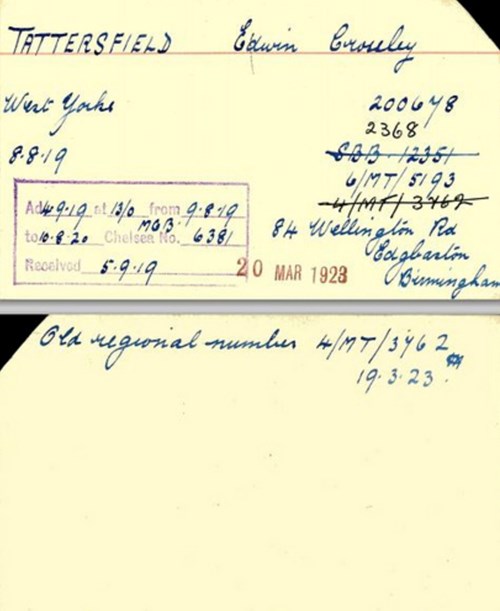 TATTERSFIELD Edwin Crossley
West Yorks 200678
2368
8.8.19 SBB 12351
6/MT/5193
4/MT/3762
Ad 4.9.19 at 13/0 from 9.8.19
MGB.
to 10.8.20 Chelsea No. 6381
Received 5.9.19
84 Wellington Rd
Edgbaston
Birmingham
20 MAR 1923
Old regional number 4/MT/3762
19.3.23.